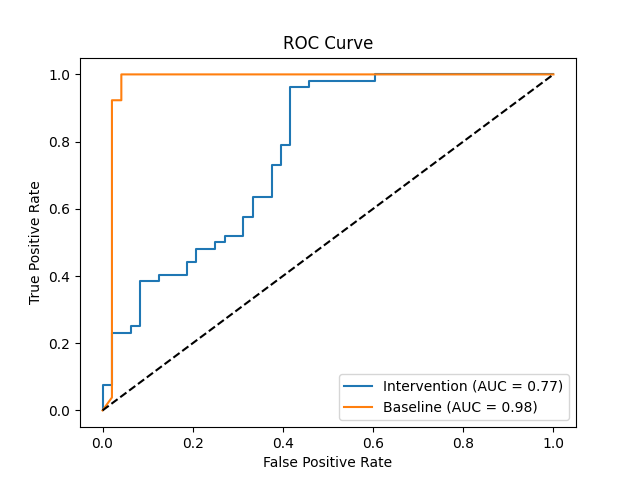 ROC Curve
True Positive Rate
1.0
0.8
0.6
0.4
0.2
0.0
0.0 0.2 0.4 0.6 0.8 1.0
False Positive Rate
Intervention (AUC = 0.77)
Baseline (AUC = 0.98)